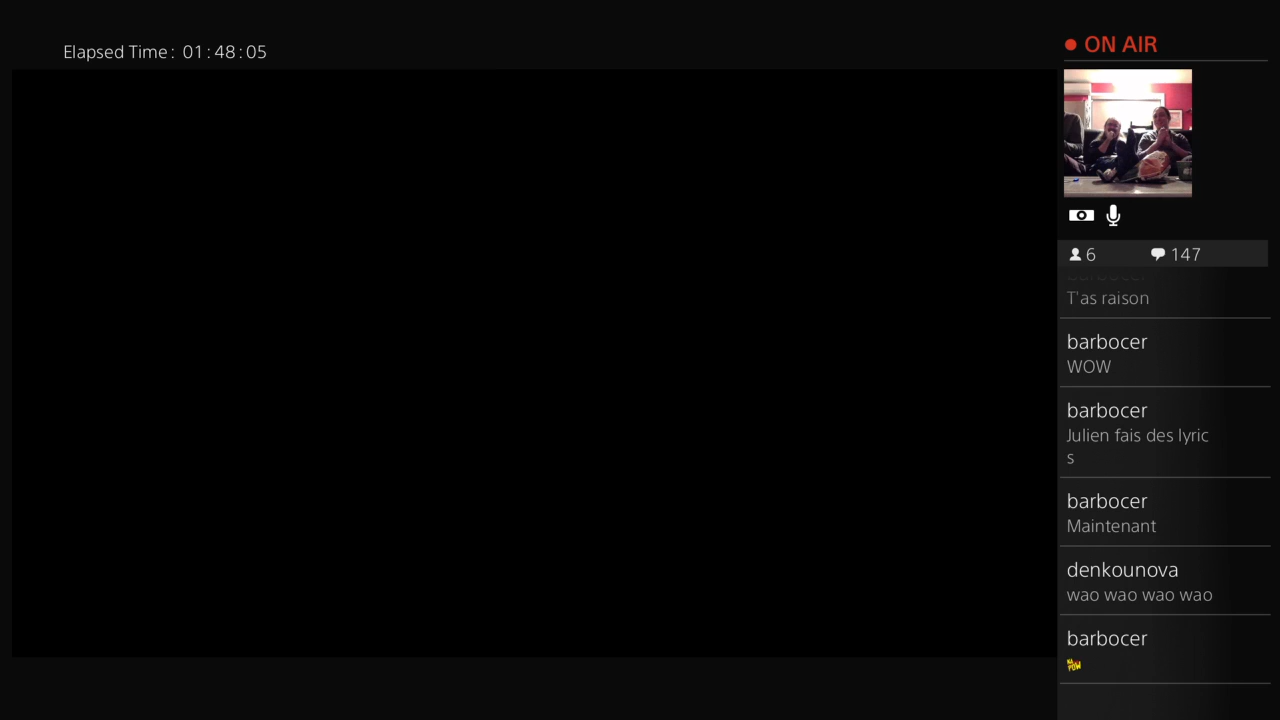 Elapsed Time: 01:48:05
ON AIR
6 147
T'as raison
barbocer
WOW
barbocer
Julien fais des lyric
s
barbocer
Maintenant
denkounova
wao wao wao wao
barbocer